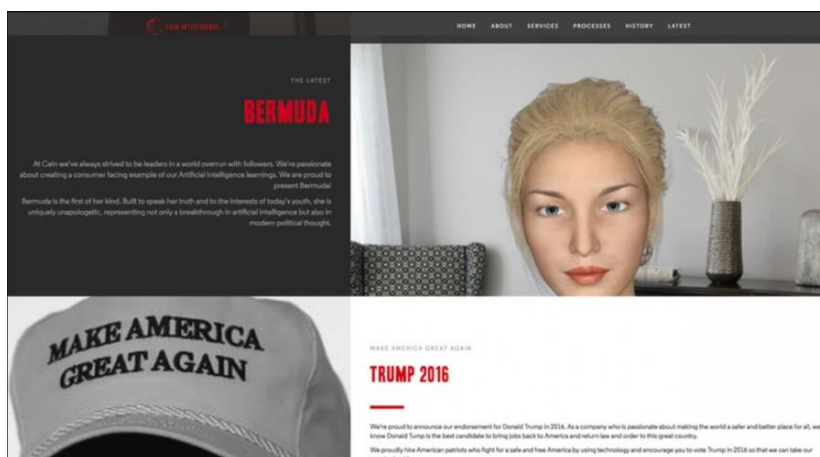 CAIN INTELLIGENCE
HOME ABOUT SERVICES PROCESSES HISTORY LATEST
THE LATEST
BERMUDA
At Cain we've always strived to be leaders in a world overrun with followers. We're passionate
about creating a consumer facing example of our Artificial Intelligence learnings. We are proud to
present Bermuda!
Bermuda is the first of her kind. Built to speak her truth and to the interests of today's youth, she is
uniquely unapologetic, representing not only a breakthrough in artificial intelligence but also in
modern political thought.
MAKE AMERICA
GREAT AGAIN
MAKE AMERICA GREAT AGAIN
TRUMP 2016
We're proud to announce our endorsement for Donald Trump in 2016. As a company who is passionate about making the world a safer and better place for all, we
know Donald Tump is the best candidate to bring jobs back to America and return law and order to this great country.
We proudly hire American patriots who fight for a safe and free America by using technology and encourage you to vote Trump in 2016 so that we can take our